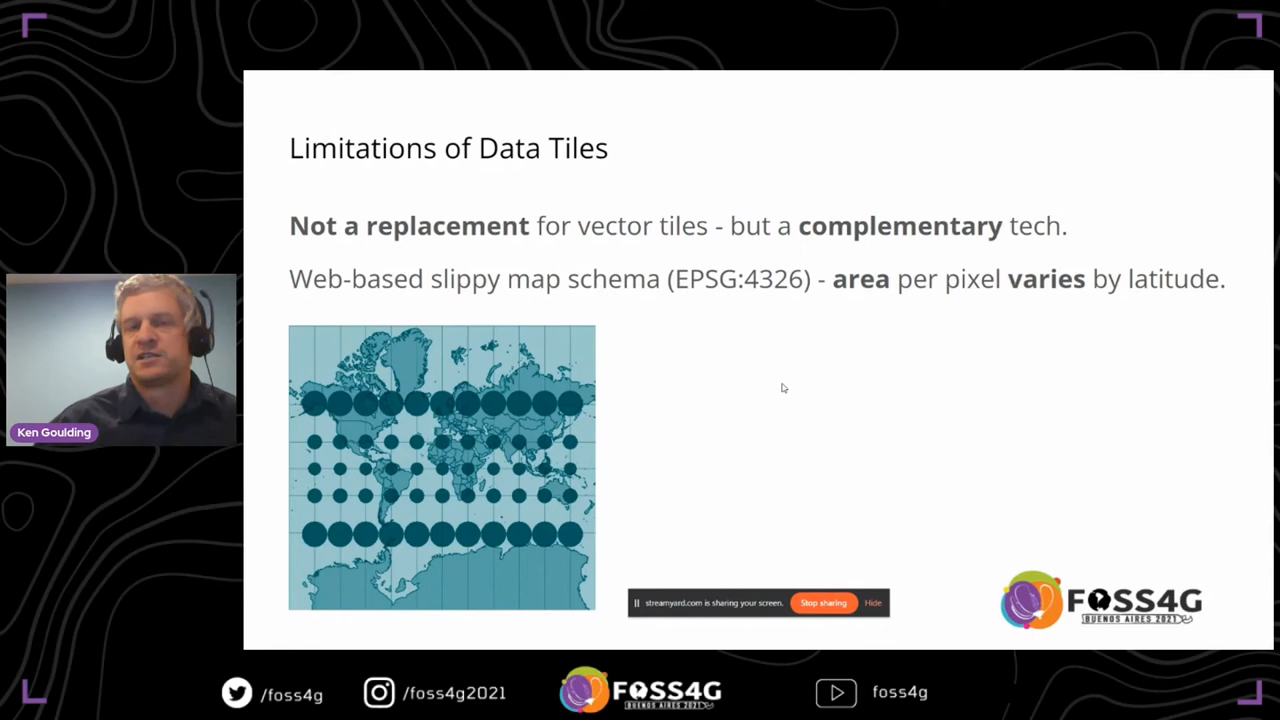 Limitations of Data Tiles
Not a replacement for vector tiles - but a complementary tech.
Web-based slippy map schema (EPSG:4326) - area per pixel varies by latitude.
Ken Goulding
streamyard.com is sharing your screen. Stop sharing Hide
FOSS4G
BUENOS AIRES 2021
/foss4g
/foss4g2021
FOSS4G
BUENOS AIRES 2021
foss4g